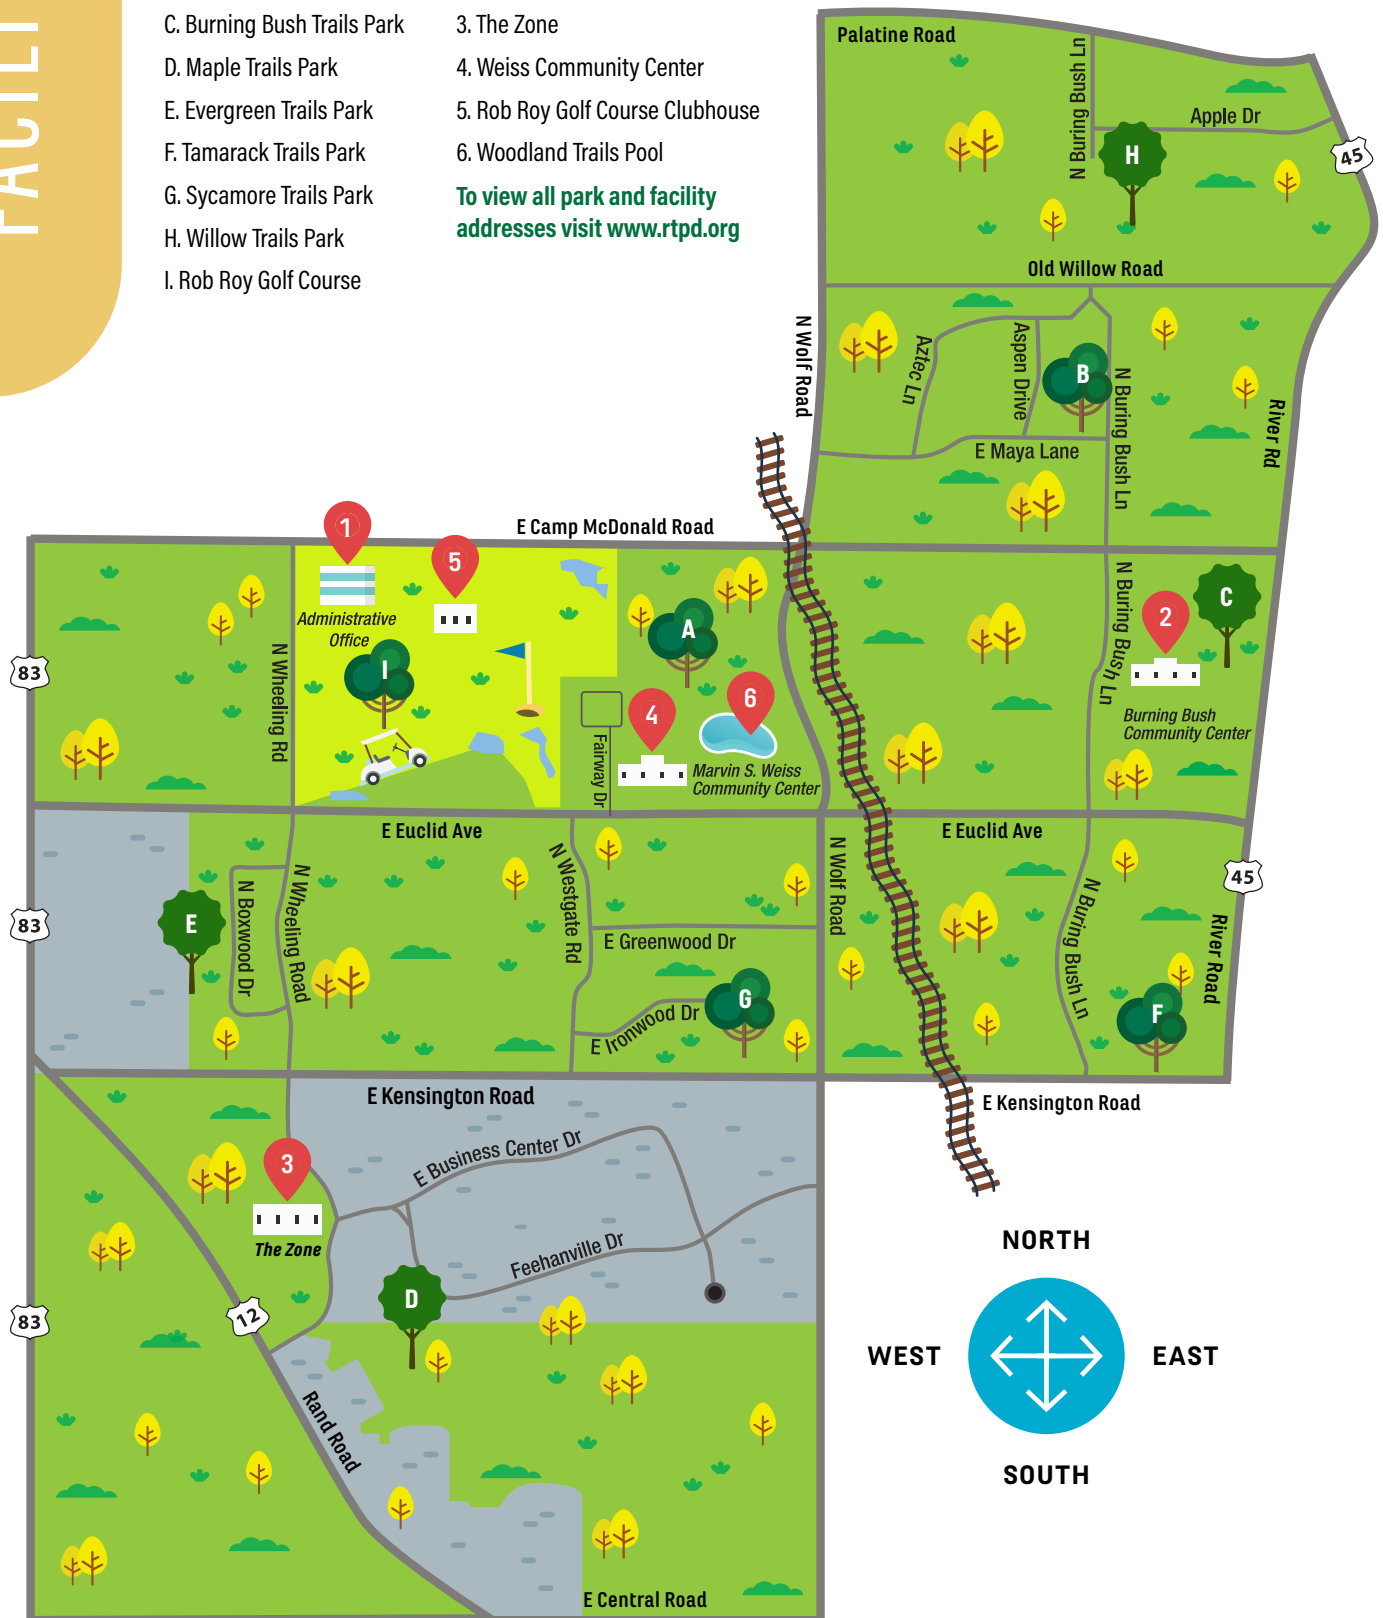 FACILI
C. Burning Bush Trails Park
D. Maple Trails Park
E. Evergreen Trails Park
F. Tamarack Trails Park
G. Sycamore Trails Park
H. Willow Trails Park
I. Rob Roy Golf Course
3. The Zone
4. Weiss Community Center
5. Rob Roy Golf Course Clubhouse
6. Woodland Trails Pool
To view all park and facility
addresses visit www.rtpd.org
Palatine Road
N Buring Bush Ln
Apple Dr
45
H
Old Willow Road
N Wolf Road
Aztec Ln
Aspen Drive
B
N Buring Bush Ln
River Rd
E Maya Lane
E Camp McDonald Road
1
5
Administrative
Office
I
A
N Buring Bush Ln
2
C
83
N Wheeling Rd
4
6
Fairway Dr
Marvin S. Weiss
Community Center
Burning Bush
Community Center
E Euclid Ave
E Euclid Ave
45
83
E
N Boxwood Dr
N Wheeling Road
N Westgate Rd
E Greenwood Dr
N Wolf Road
N Buring Bush Ln
River Road
G
E Ironwood Dr
F
E Kensington Road
E Kensington Road
3
The Zone
E Business Center Dr
Feehanville Dr
D
83
12
Rand Road
E Central Road
NORTH
WEST
EAST
SOUTH